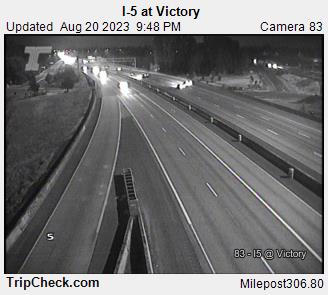 I-5 at Victory
Updated Aug 20 2023 9:48 PM Camera 83
S
83 - I5 @ Victory
TripCheck.com Milepost306.80